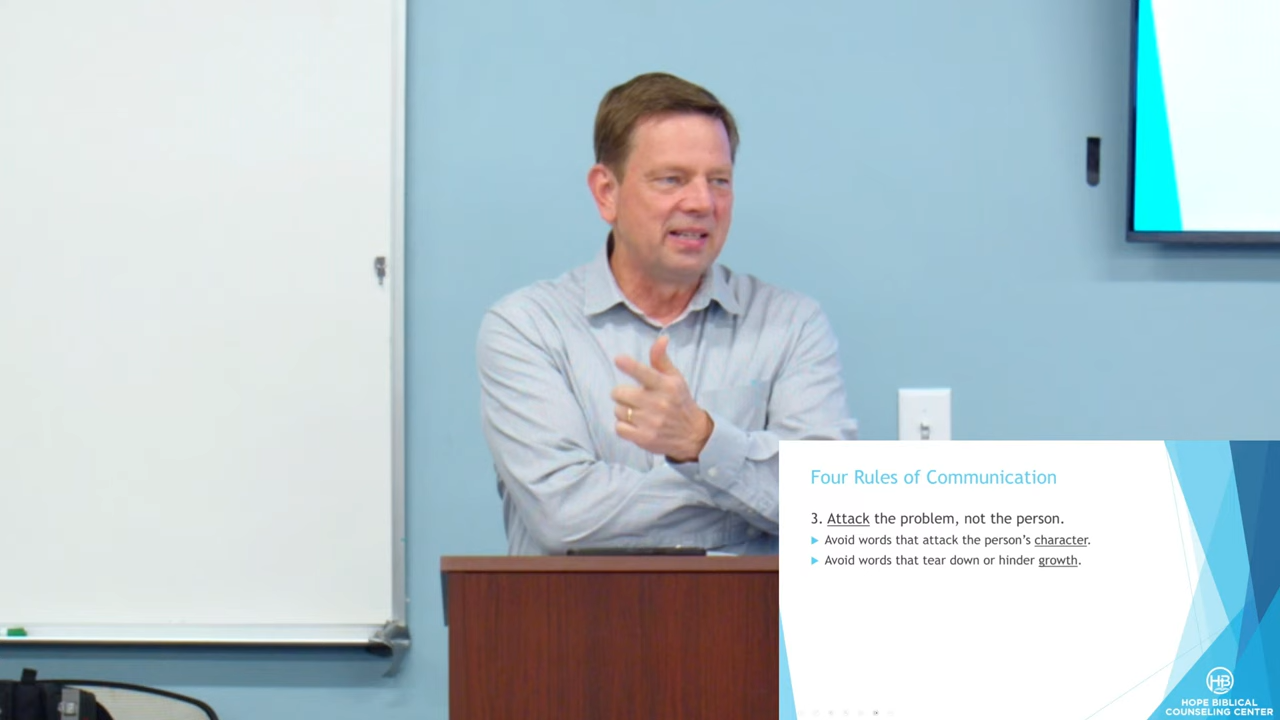 Four Rules of Communication
3. Attack the problem, not the person.
Avoid words that attack the person’s character.
Avoid words that tear down or hinder growth.
HB
HOPE BIBLICAL
COUNSELING CENTER